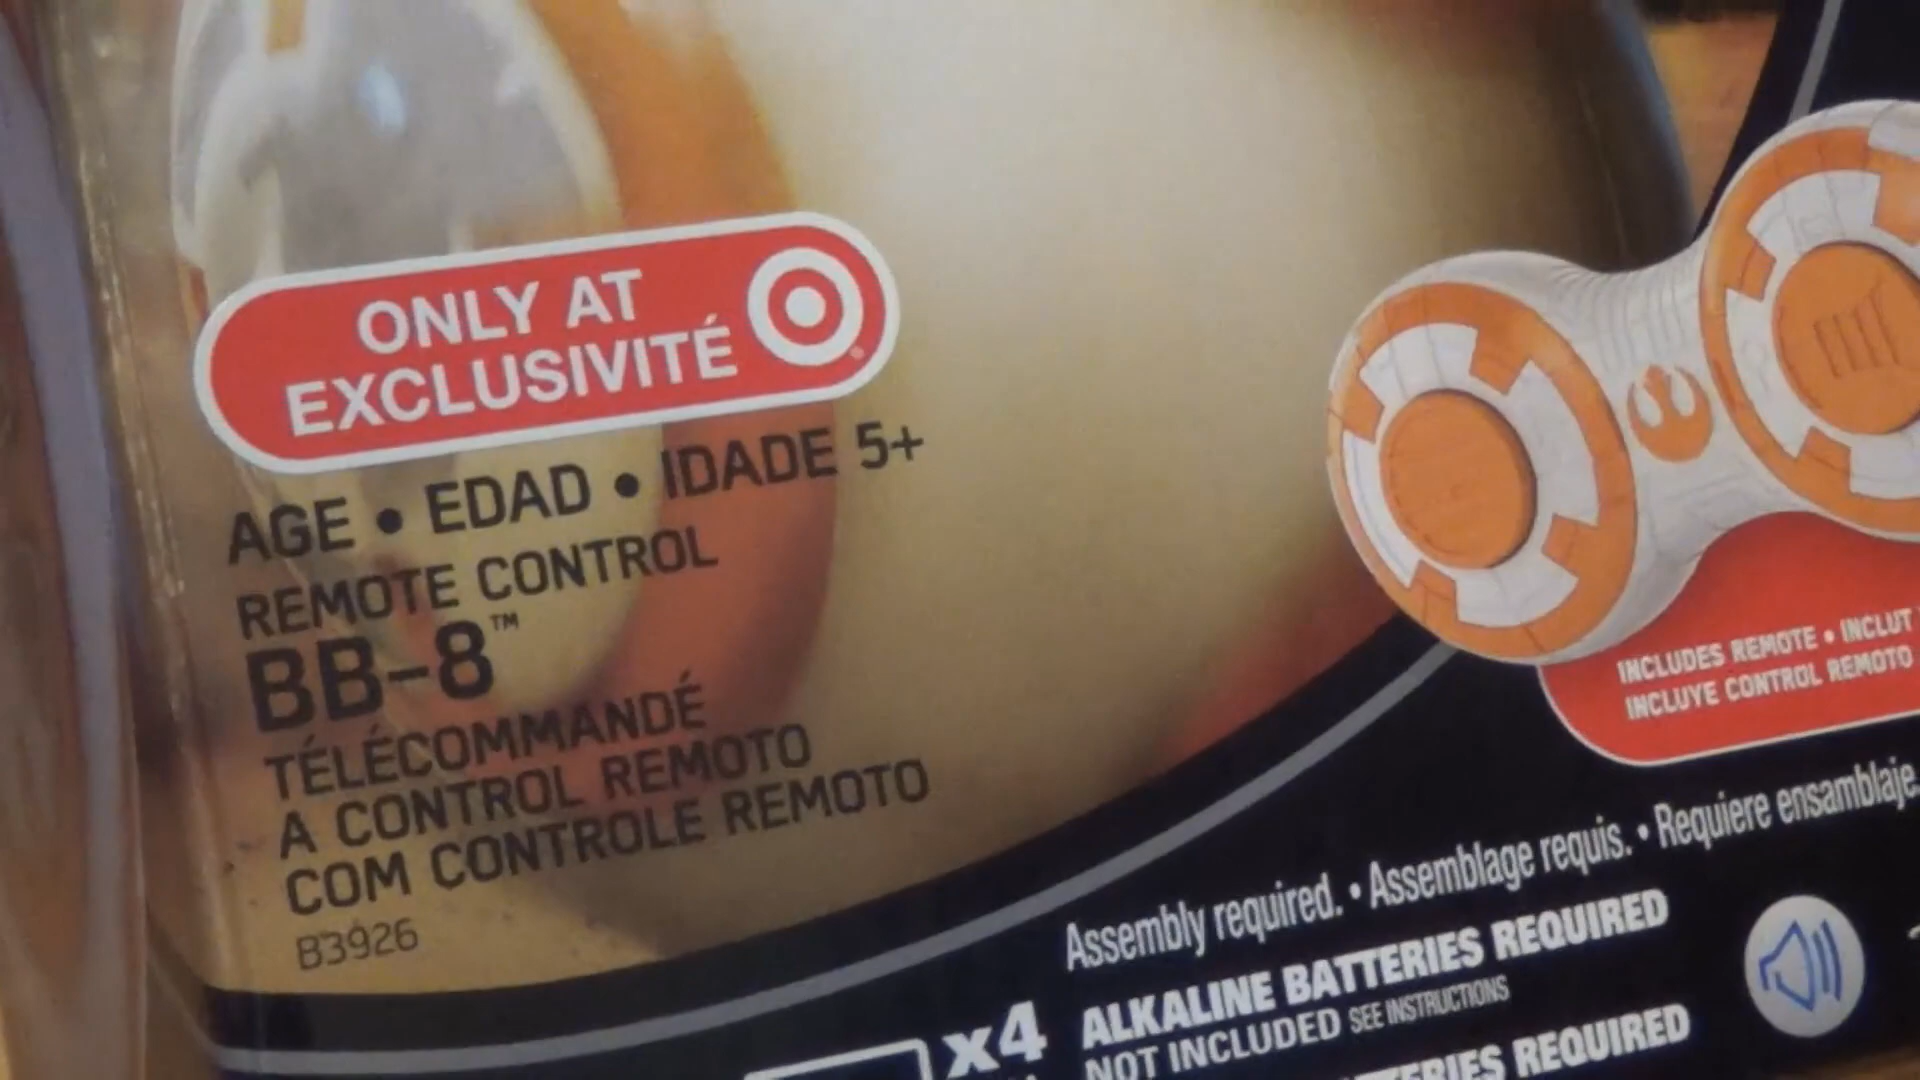 ONLY AT
EXCLUSIVITÉ
AGE • EDAD • IDADE 5+
REMOTE CONTROL
BB-8™
TÉLÉCOMMANDÉ
A CONTROL REMOTO
COM CONTROLE REMOTO
B3926
INCLUDES REMOTE • INCLUT
INCLUYE CONTROL REMOTO
Assembly required. • Assemblage requis. • Requiere ensamblaje.
x4 ALKALINE BATTERIES REQUIRED
NOT INCLUDED SEE INSTRUCTIONS
REQUIRED